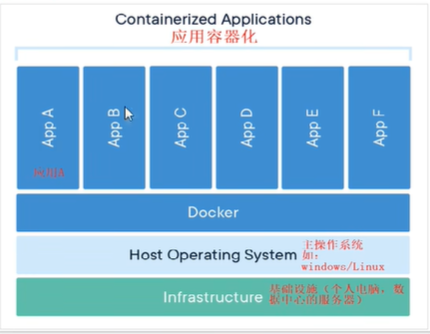 Containerized Applications
应用容器化
App A
App B
App C
App D
App E
App F
应用A
Docker
Host Operating System
主操作系统
如:
windows/Linux
Infrastructure
基础设施（个人电脑，数
据中心的服务器）